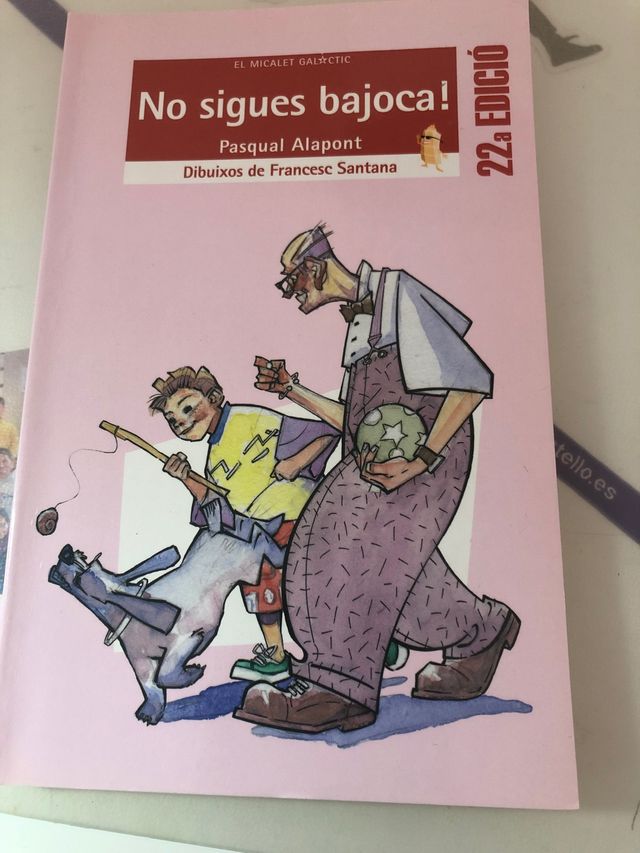 EL MICALET GALÀCTIC
No sigues bajoca!
Pasqual Alapont
Dibuixos de Francesc Santana
22a EDICIÓ
tello.es